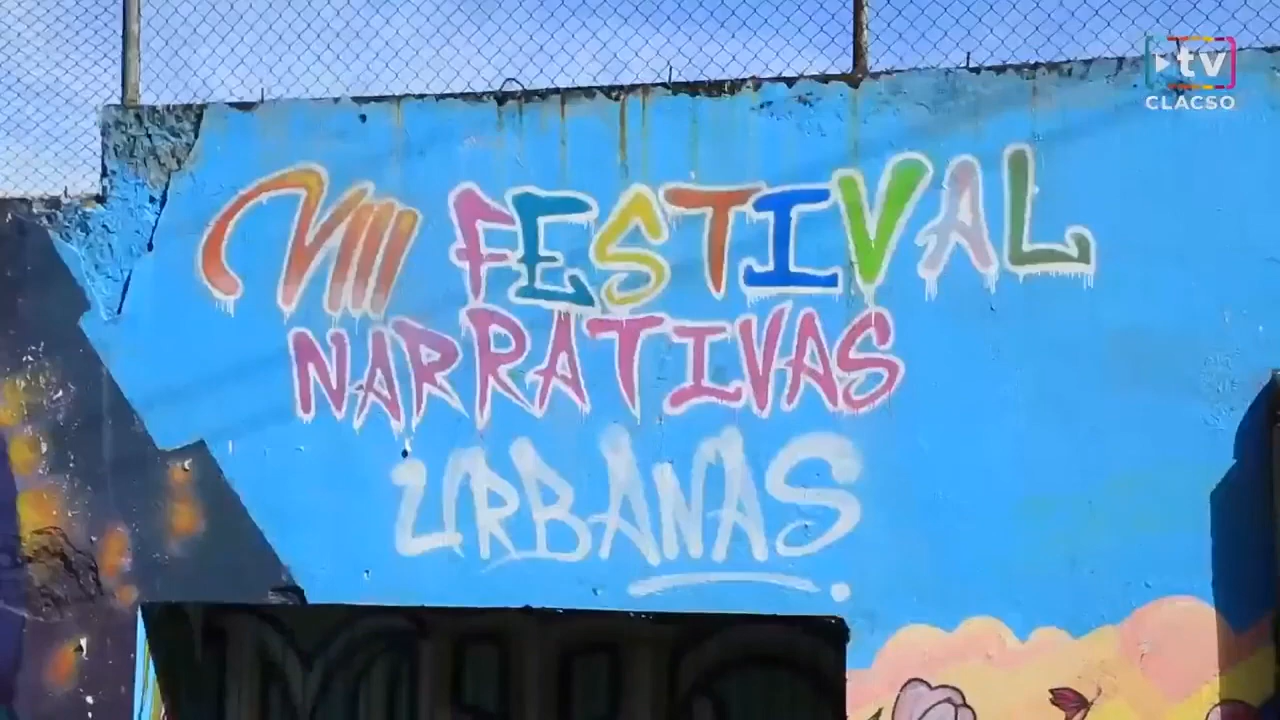 tv
CLACSO
VIII FESTIVAL
NARRATIVAS
URBANAS